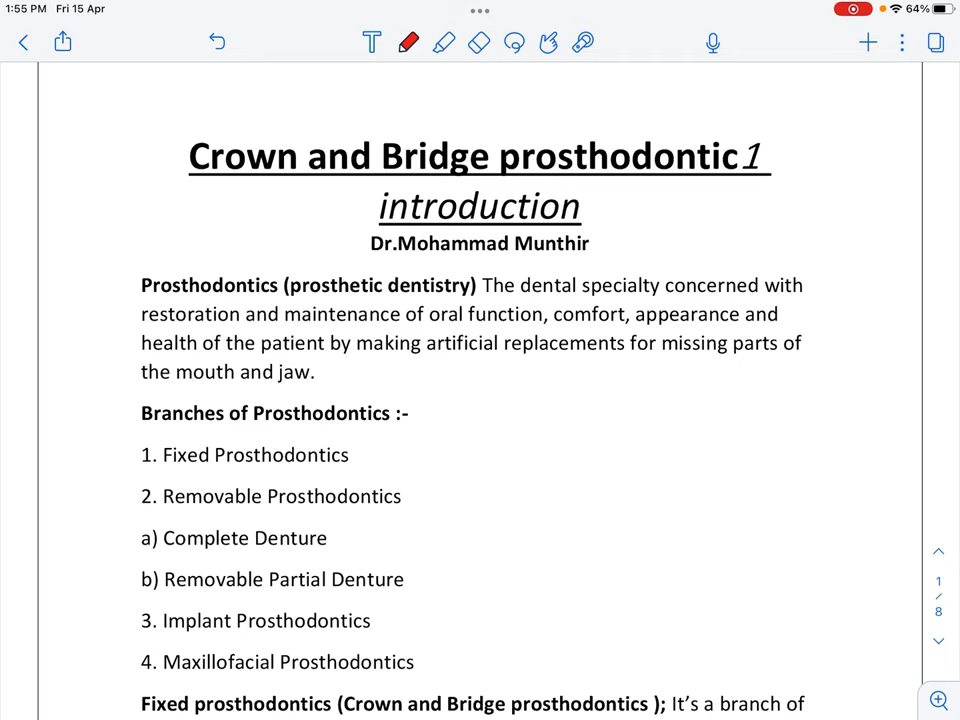 1:55 PM Fri 15 Apr
64%
Crown and Bridge prosthodontic1
introduction
Dr.Mohammad Munthir
Prosthodontics (prosthetic dentistry) The dental specialty concerned with
restoration and maintenance of oral function, comfort, appearance and
health of the patient by making artificial replacements for missing parts of
the mouth and jaw.
Branches of Prosthodontics :-
1. Fixed Prosthodontics
2. Removable Prosthodontics
a) Complete Denture
b) Removable Partial Denture
3. Implant Prosthodontics
4. Maxillofacial Prosthodontics
Fixed prosthodontics (Crown and Bridge prosthodontics ); It’s a branch of
1
/
8